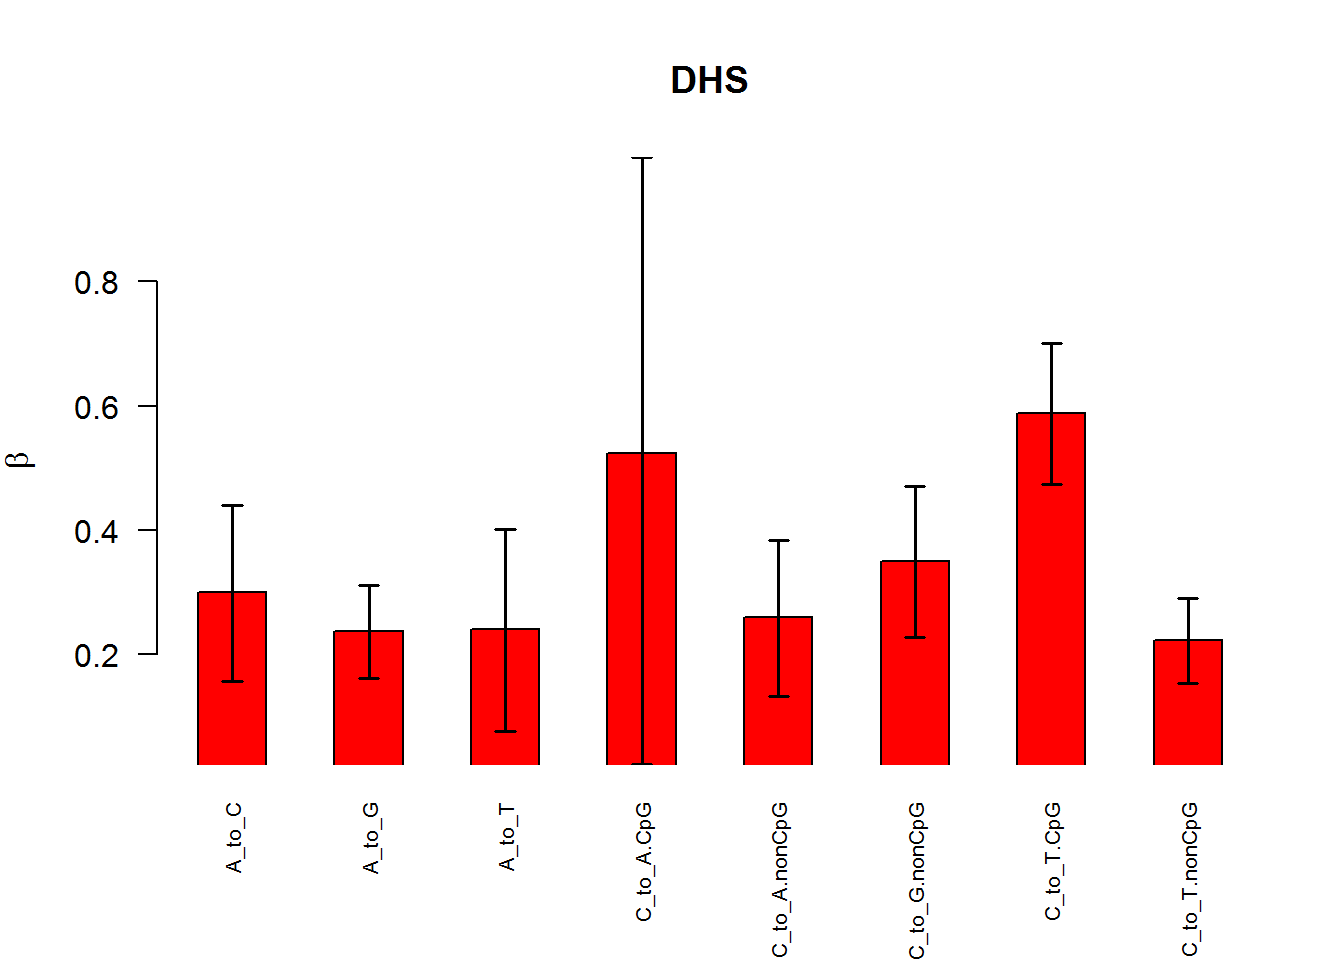 DHS
β
0.8
0.6
0.4
0.2
A_to_C
A_to_G
A_to_T
C_to_A.CpG
C_to_A.nonCpG
C_to_G.nonCpG
C_to_T.CpG
C_to_T.nonCpG